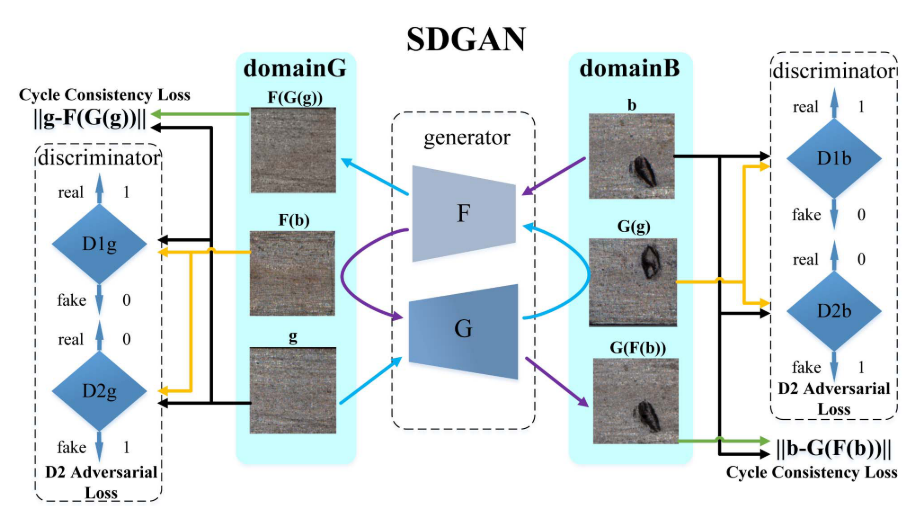 SDGAN
domainG
domainB
discriminator
Cycle Consistency Loss
||g-F(G(g))||
F(G(g))
b
real 1
D1b
generator
discriminator
real 1
D1g
F
fake 0
F(b)
G(g)
real 0
fake 0
D2b
real 0
g
G
G(F(b))
D2g
fake 1
D2 Adversarial
Loss
fake 1
D2 Adversarial
Loss
||b-G(F(b))||
Cycle Consistency Loss